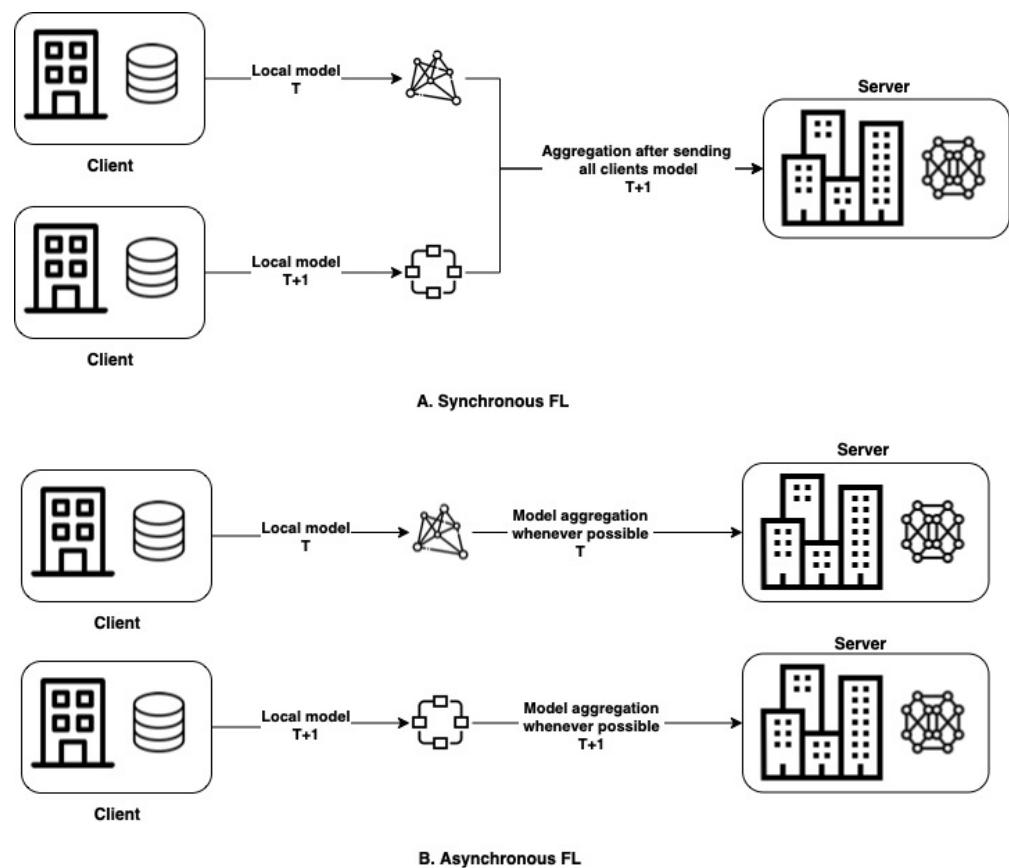 Local model
T
Client
Server
Aggregation after sending
all clients model
T+1
Local model
T+1
Client
A. Synchronous FL
Local model
T
Client
Model aggregation
whenever possible
T
Server
Local model
T+1
Client
Model aggregation
whenever possible
T+1
Server
B. Asynchronous FL